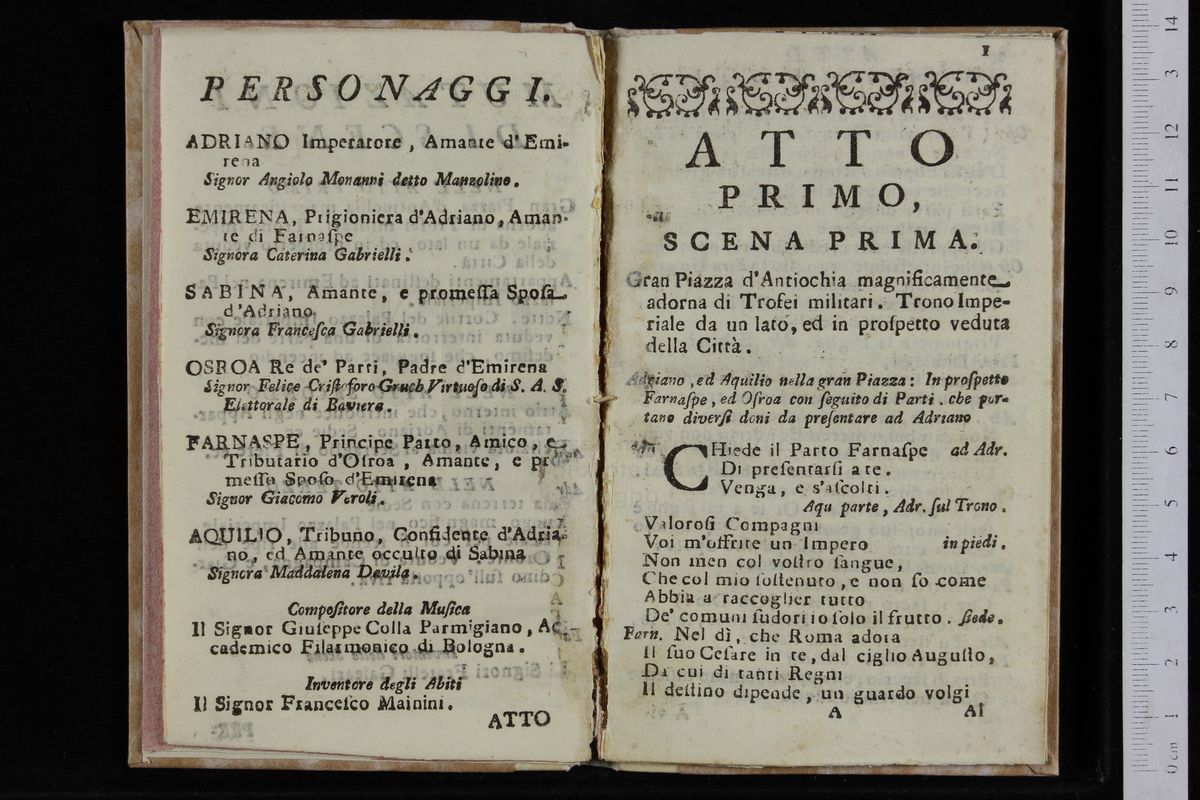 PERSONAGGI.
ADRIANO Imperatore, Amante d'Emi-
rena
Signor Angiolo Monanni detto Manzolino.
EMIRENA, Prigioniera d'Adriano, Aman-
te di Farnaſpe
Signora Caterina Gabrielli.
SABINA, Amante, e promeſſa Spoſa
d'Adriano
Signora Franceſca Gabrielli.
OSROA Re de' Parti, Padre d'Emirena
Signor Felice Criſtoforo Gruch Virtuoſo di S. A. S.
Elettorale di Baviera.
FARNASPE, Principe Parto, Amico, e
Tributario d'Oſroa, Amante, e pro
meſſo Spoſo d'Emirena
Signor Giacomo Veroli.
AQUILIO, Tribuno, Confidente d'Adria-
no, ed Amante occulto di Sabina
Signora Maddalena Davila.
Compoſitore della Muſica
Il Signor Giuſeppe Colla Parmigiano, Ac-
cademico Filarmonico di Bologna.
Inventore degli Abiti
Il Signor Franceſco Mainini.
ATTO
1
ATTO
PRIMO,
SCENA PRIMA.
Gran Piazza d'Antiochia magnificamente
adorna di Trofei militari. Trono Impe-
riale da un lato, ed in proſpetto veduta
della Città.
Adriano, ed Aquilio nella gran Piazza: In proſpetto
Farnaſpe, ed Oſroa con ſeguito di Parti, che por-
tano diverſi doni da preſentare ad Adriano
CHiede il Parto Farnaſpe ad Adr.
Di preſentarſi a te.
Venga, e s'aſcolti.
Aqu parte, Adr. ſul Trono.
Valoroſi Compagni
Voi m'offrite un Impero in piedi.
Non men col voſtro ſangue,
Che col mio ſoſtenuto, e non ſo come
Abbia a raccoglier tutto
De' comuni ſudori io ſolo il frutto. ſiede.
Farn. Nel dì, che Roma adora
Il ſuo Ceſare in te, dal ciglio Auguſto,
Da cui di tanti Regni
Il deſtino dipende, un guardo volgi
A Al